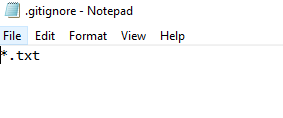 .gitignore - Notepad
File Edit Format View Help
*.txt